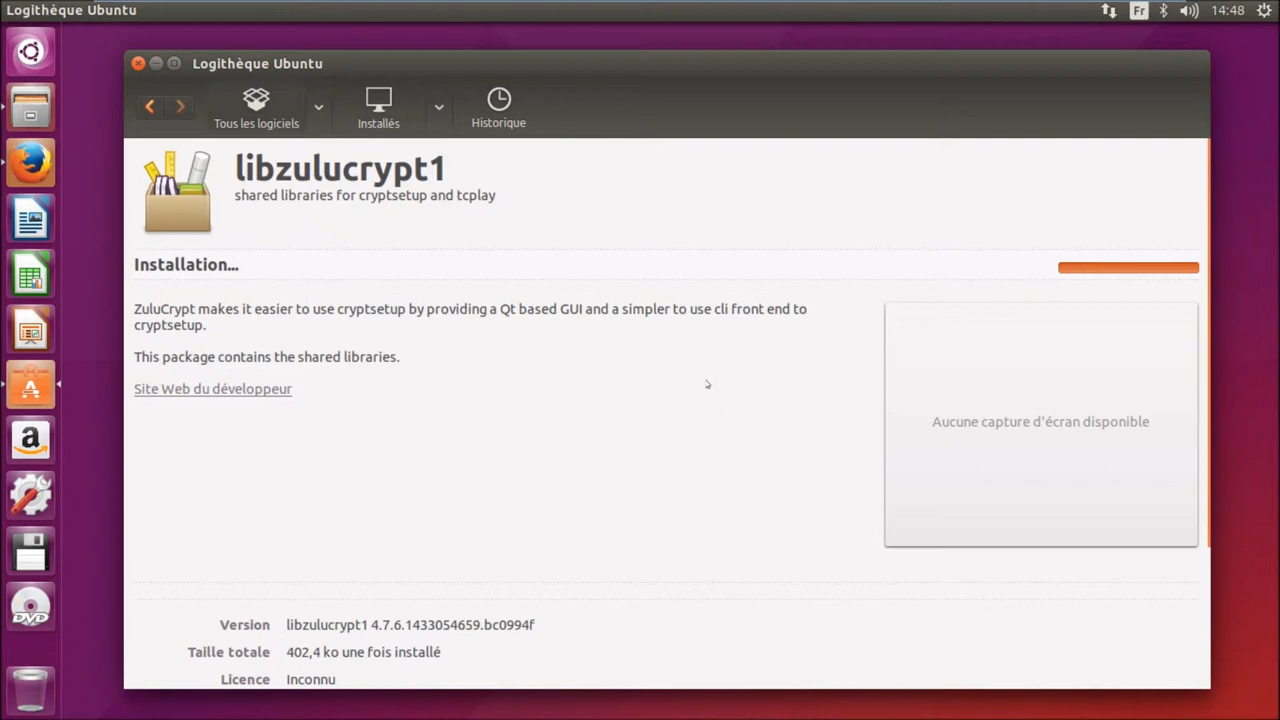 Logithèque Ubuntu
Fr
14:48
Logithèque Ubuntu
Tous les logiciels
Installés
Historique
libzulucrypt1
shared libraries for cryptsetup and tcplay
Installation...
ZuluCrypt makes it easier to use cryptsetup by providing a Qt based GUI and a simpler to use cli front end to
cryptsetup.
This package contains the shared libraries.
Site Web du développeur
Aucune capture d'écran disponible
Version libzulucrypt1 4.7.6.1433054659.bc0994f
Taille totale 402,4 ko une fois installé
Licence Inconnu
DVD